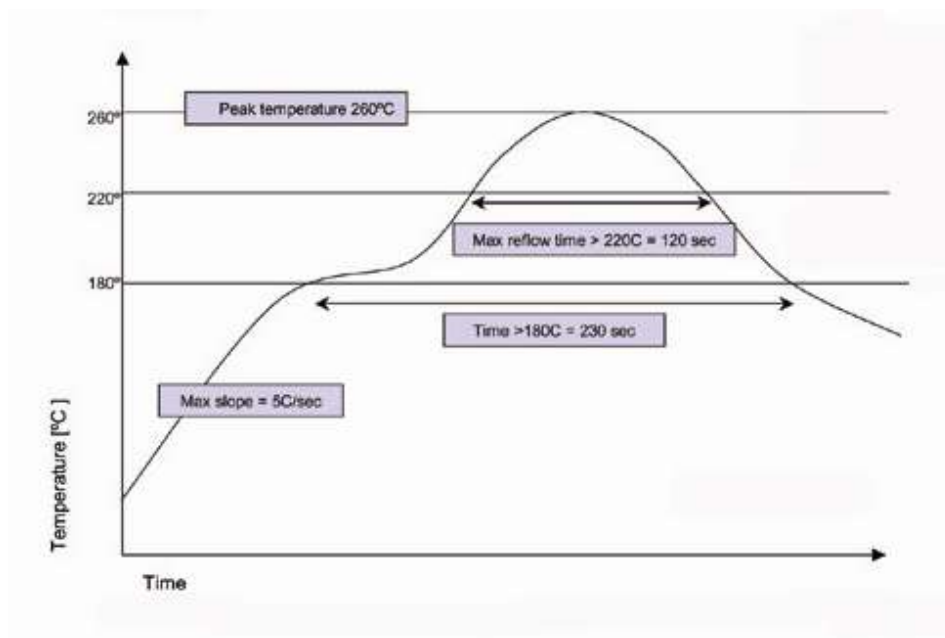 Peak temperature 260ºC
260º
220º
Max reflow time > 220C = 120 sec
180º
Time >180C = 230 sec
Max slope = 5C/sec
Temperature [ºC ]
Time